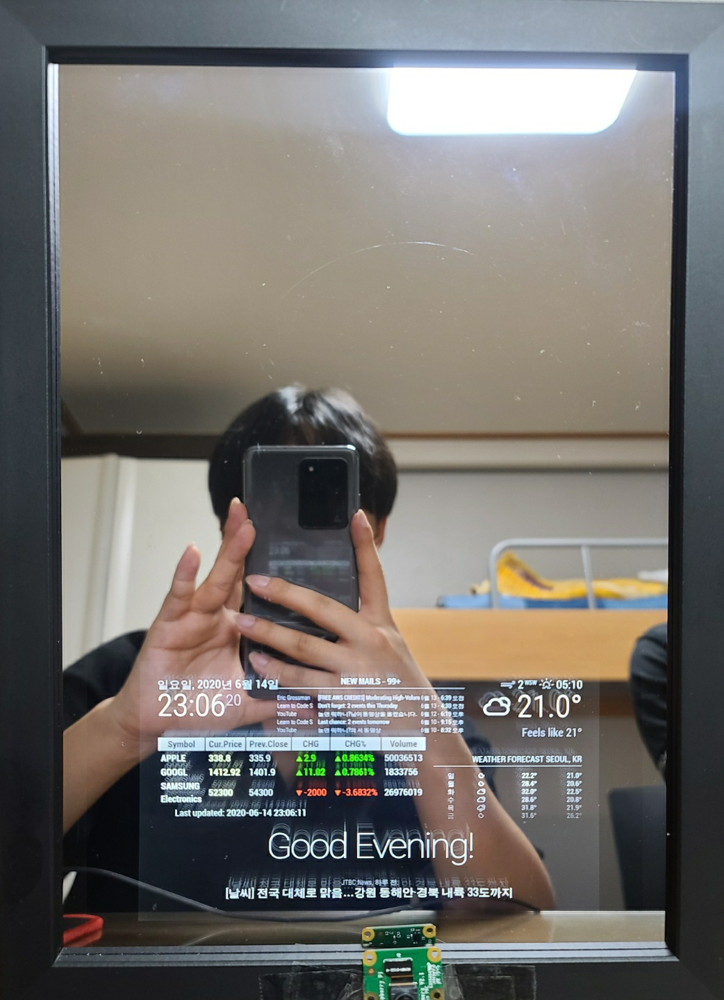 일요일, 2020년 6월 14일
23:06 20
NEW MAILS - 99+
Eric Grossman [FREE AWS CREDITS] Moderating High-Volum 6월 13 - 6:39 오전
Learn to Code S Don't forget: 2 events this Thursday 6월 13 - 4:30 오전
YouTube 6월 12 - 6:19 오후
Learn to Code S Last chance: 2 events tomorrow 6월 10 - 9:15
YouTube 6월 10 - 8:32 오후
2 WSW 05:10
21.0°
Feels like 21°
Symbol Cur.Price Prev.Close CHG CHG% Volume
APPLE 338.8 335.9 ▲2.9 ▲0.8634% 50036513
GOOGL 1412.92 1401.9 ▲11.02 ▲0.7861% 1833756
SAMSUNG Electronics 52300 54300 ▼-2000 ▼-3.6832% 26976019
Last updated: 2020-06-14 23:06:11
WEATHER FORECAST SEOUL, KR
일 22.2° 21.0°
월 28.4° 20.6°
화 32.0° 22.5°
수 28.6° 20.8°
목 31.8° 21.9°
금 31.6° 26.2°
Good Evening!
JTBC News, 하루 전:
[날씨] 전국 대체로 맑음...강원 동해안·경북 내륙 33도까지